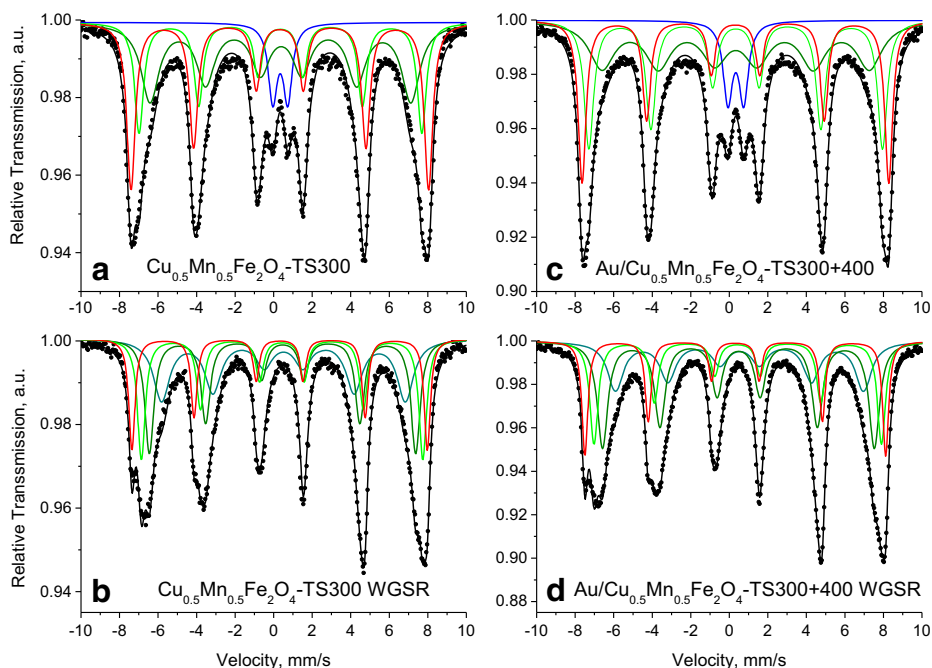 1.00
0.98
0.96
0.94
Relative Transmission, a.u.
a
Cu0.5Mn0.5Fe2O4-TS300
-10 -8 -6 -4 -2 0 2 4 6 8 10
1.00
0.98
0.96
0.94
0.92
0.90
c
Au/Cu0.5Mn0.5Fe2O4-TS300+400
-10 -8 -6 -4 -2 0 2 4 6 8 10
1.00
0.98
0.96
0.94
Relative Transmission, a.u.
b
Cu0.5Mn0.5Fe2O4-TS300 WGSR
-10 -8 -6 -4 -2 0 2 4 6 8 10
Velocity, mm/s
1.00
0.98
0.96
0.94
0.92
0.90
0.88
d
Au/Cu0.5Mn0.5Fe2O4-TS300+400 WGSR
-10 -8 -6 -4 -2 0 2 4 6 8 10
Velocity, mm/s